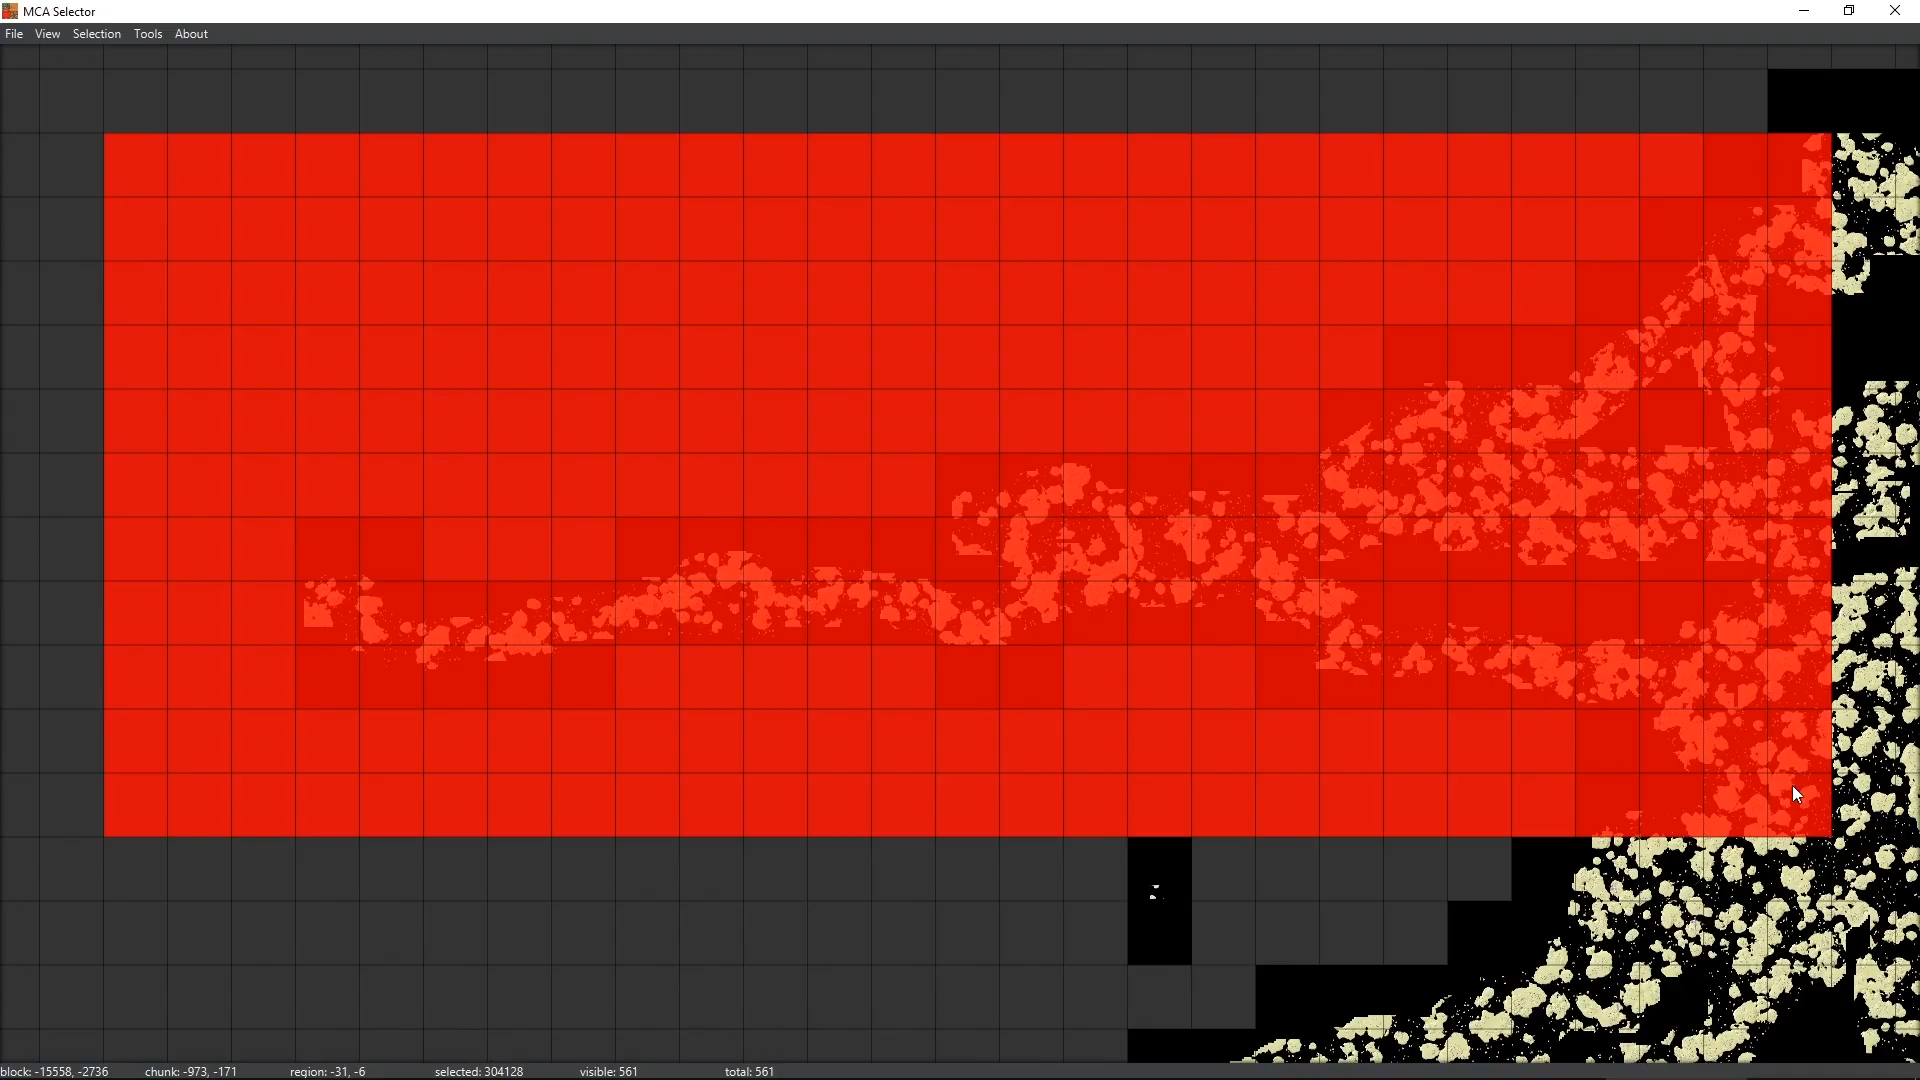 MCA Selector
File View Selection Tools About
block: -15558, -2736 chunk: -973, -171 region: -31, -6 selected: 304128 visible: 561 total: 561